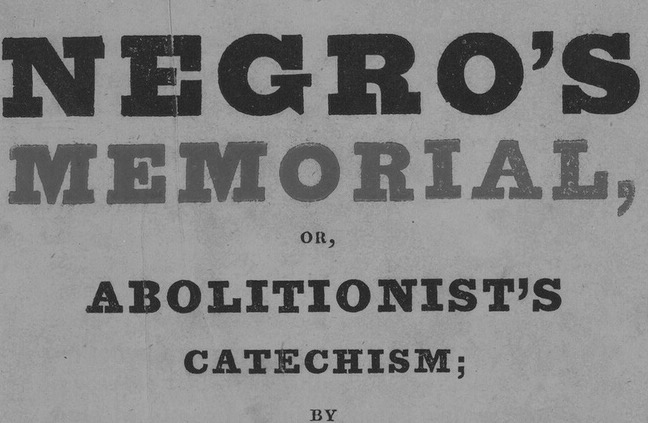 NEGRO'S
MEMORIAL,
OR,
ABOLITIONIST'S
CATECHISM;
BY